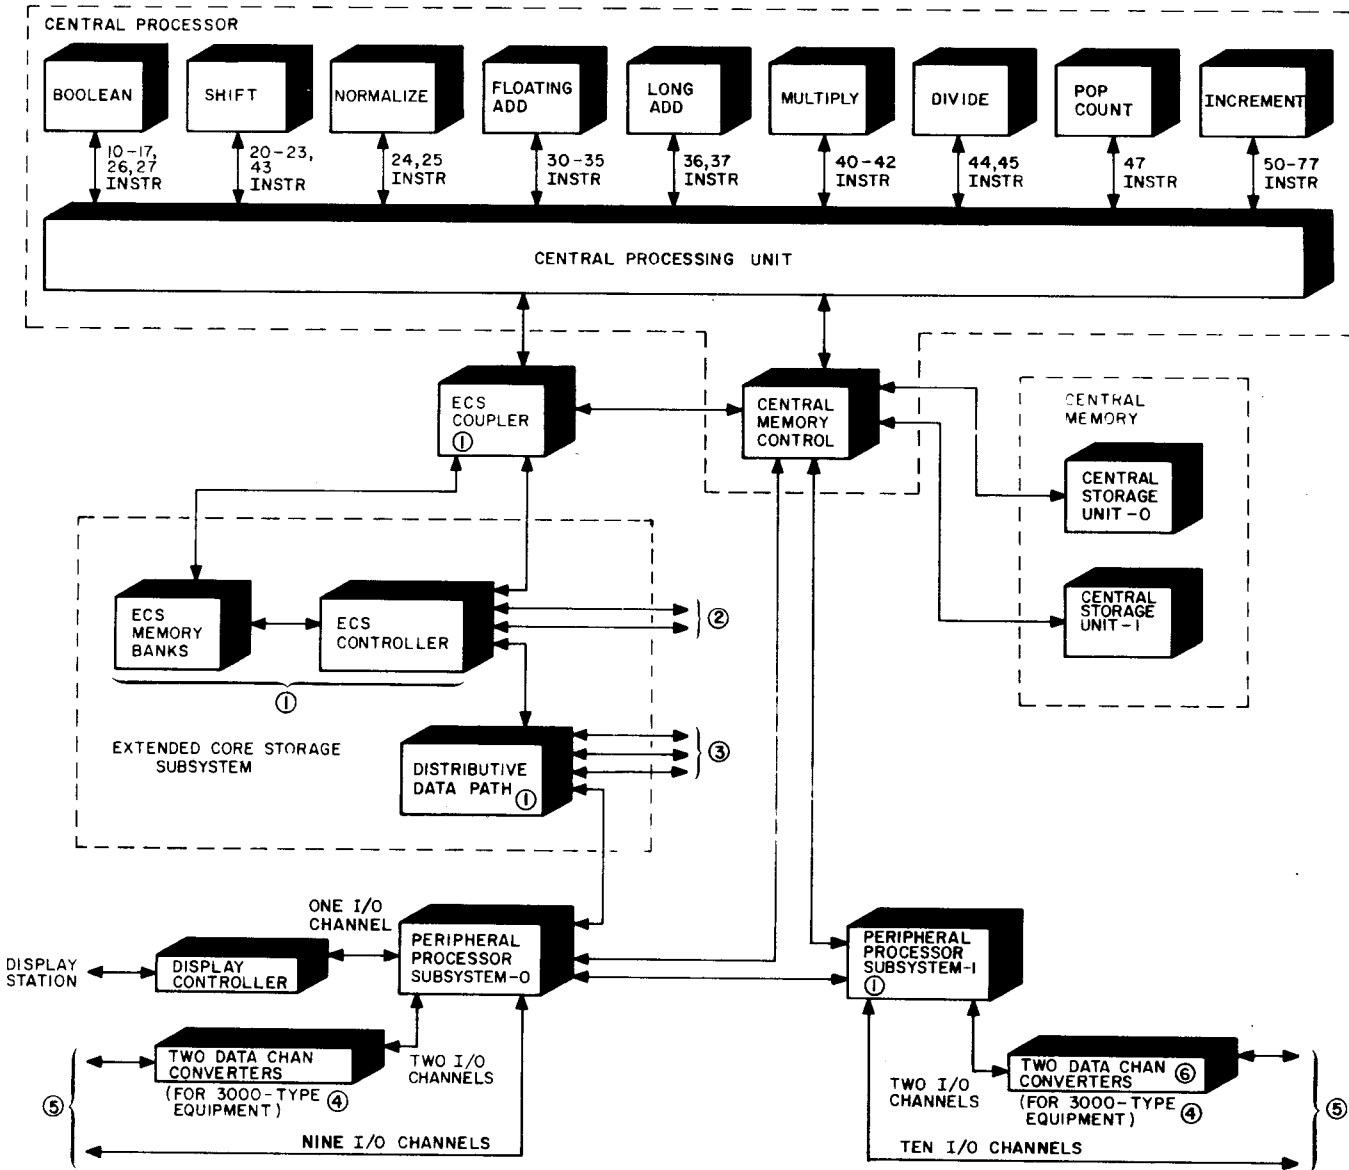 CENTRAL PROCESSOR
BOOLEAN
SHIFT
NORMALIZE
FLOATING
ADD
LONG
ADD
MULTIPLY
DIVIDE
POP
COUNT
INCREMENT
10-17,
26,27
INSTR
20-23,
43
INSTR
24,25
INSTR
30-35
INSTR
36,37
INSTR
40-42
INSTR
44,45
INSTR
47
INSTR
50-77
INSTR
CENTRAL PROCESSING UNIT
ECS
COUPLER
①
CENTRAL
MEMORY
CONTROL
CENTRAL
MEMORY
CENTRAL
STORAGE
UNIT-0
CENTRAL
STORAGE
UNIT-1
ECS
MEMORY
BANKS
ECS
CONTROLLER
②
①
EXTENDED CORE STORAGE
SUBSYSTEM
DISTRIBUTIVE
DATA PATH ①
③
ONE I/O
CHANNEL
DISPLAY
STATION
DISPLAY
CONTROLLER
PERIPHERAL
PROCESSOR
SUBSYSTEM-0
PERIPHERAL
PROCESSOR
SUBSYSTEM-1
①
TWO DATA CHAN
CONVERTERS
(FOR 3000-TYPE
EQUIPMENT) ④
TWO I/O
CHANNELS
⑤
NINE I/O CHANNELS
TWO I/O
CHANNELS
TWO DATA CHAN
CONVERTERS ⑥
(FOR 3000-TYPE
EQUIPMENT) ④
⑤
TEN I/O CHANNELS